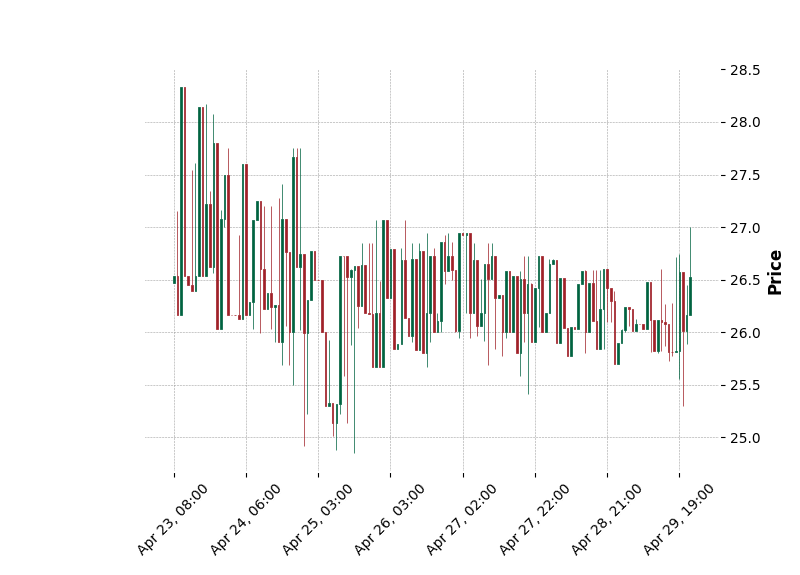 28.5
28.0
27.5
27.0
26.5
26.0
25.5
25.0
Price
Apr 23, 08:00
Apr 24, 06:00
Apr 25, 03:00
Apr 26, 03:00
Apr 27, 02:00
Apr 27, 22:00
Apr 28, 21:00
Apr 29, 19:00